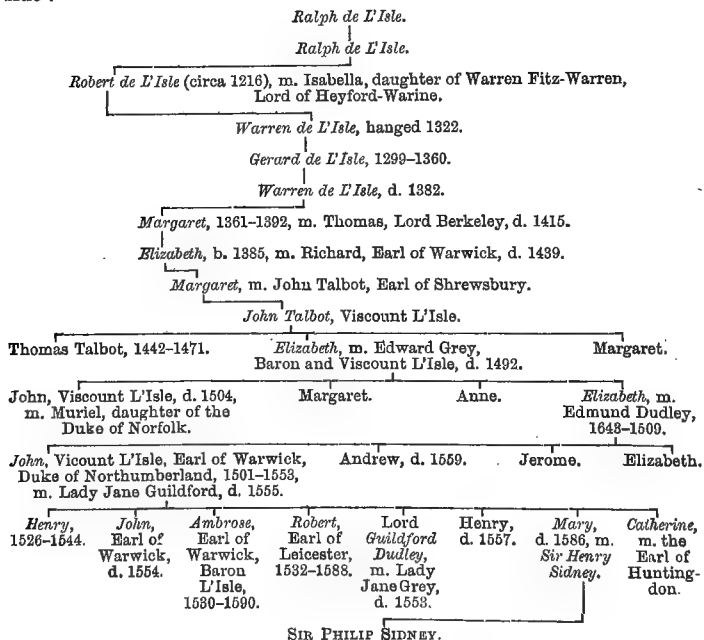 Ralph de L'Isle.
Ralph de L'Isle.
Robert de L'Isle (circa 1216), m. Isabella, daughter of Warren Fitz-Warren,
Lord of Heyford-Warine.
Warren de L'Isle, hanged 1322.
Gerard de L'Isle, 1299–1360.
Warren de L'Isle, d. 1382.
Margaret, 1361–1392, m. Thomas, Lord Berkeley, d. 1415.
Elizabeth, b. 1385, m. Richard, Earl of Warwick, d. 1439.
Margaret, m. John Talbot, Earl of Shrewsbury.
John Talbot, Viscount L'Isle.
Thomas Talbot, 1442–1471.
Elizabeth, m. Edward Grey,
Baron and Viscount L'Isle, d. 1492.
Margaret.
John, Viscount L'Isle, d. 1504,
m. Muriel, daughter of the
Duke of Norfolk.
Margaret.
Anne.
Elizabeth, m.
Edmund Dudley,
1648–1509.
John, Vicount L'Isle, Earl of Warwick,
Duke of Northumberland, 1501–1553,
m. Lady Jane Guildford, d. 1555.
Andrew, d. 1559.
Jerome.
Elizabeth.
Henry,
1526–1544.
John,
Earl of
Warwick,
d. 1554.
Ambrose,
Earl of
Warwick,
Baron
L'Isle,
1530–1590.
Robert,
Earl of
Leicester,
1532–1588.
Lord
Guildford
Dudley,
m. Lady
Jane Grey,
d. 1553.
Henry,
d. 1557.
Mary,
d. 1586, m.
Sir Henry
Sidney.
Catherine,
m. the
Earl of
Hunting-
don.
SIR PHILIP SIDNEY.